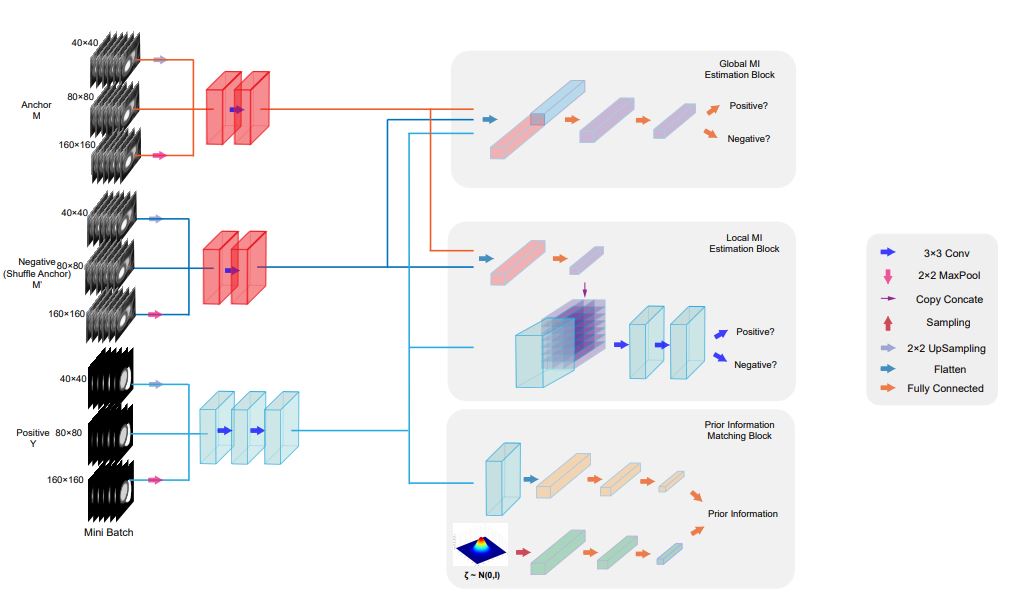 40×40
Anchor
M
80×80
160×160
40×40
Negative
(Shuffle Anchor)
M'
80×80
160×160
40×40
Positive
Y
80×80
160×160
Mini Batch
Global MI
Estimation Block
Positive?
Negative?
Local MI
Estimation Block
Positive?
Negative?
Prior Information
Matching Block
Prior Information
ζ ~ N(0,I)
3×3 Conv
2×2 MaxPool
Copy Concate
Sampling
2×2 UpSampling
Flatten
Fully Connected